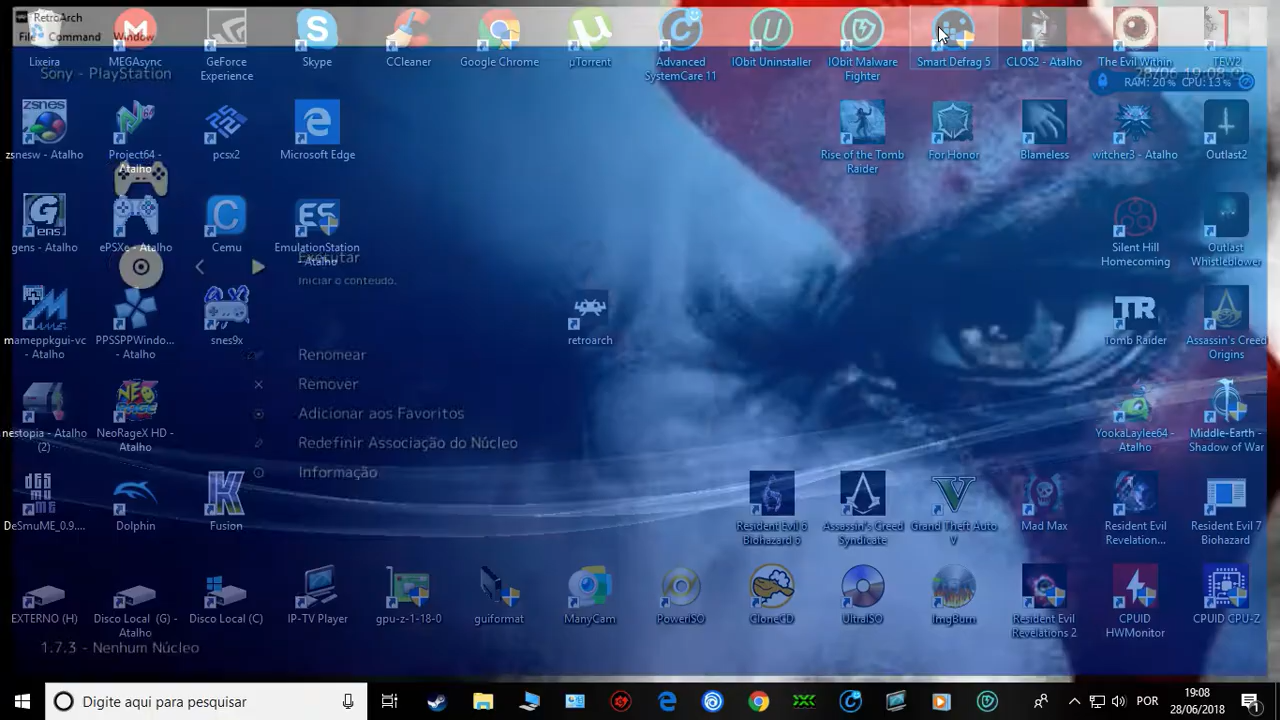 RetroArch
File Command Window
Lixeira
MEGAsync
GeForce
Experience
Skype
CCleaner
Google Chrome
µTorrent
Advanced
SystemCare 11
IObit Uninstaller
IObit Malware
Fighter
Smart Defrag 5
CLOS2 - Atalho
The Evil Within
TEW2
Sony - PlayStation
28/06 19:08
RAM: 20 % CPU: 13 %
zsnesw - Atalho
Project64 -
Atalho
pcsx2
Microsoft Edge
Rise of the Tomb
Raider
For Honor
Blameless
witcher3 - Atalho
Outlast2
gens - Atalho
ePSXe - Atalho
Cemu
EmulationStation
- Atalho
Silent Hill
Homecoming
Outlast
Whistleblower
Executar
Iniciar o conteúdo.
mameppkgui-vc
- Atalho
PPSSPPWindo...
- Atalho
snes9x
retroarch
TR
Tomb Raider
Assassin's Creed
Origins
Renomear
Remover
Adicionar aos Favoritos
Redefinir Associação do Núcleo
Informação
nestopia - Atalho
(2)
NeoRageX HD -
Atalho
YookaLaylee64 -
Atalho
Middle-Earth -
Shadow of War
DeSmuME_0.9....
Dolphin
Fusion
Resident Evil 6
Biohazard 6
Assassin's Creed
Syndicate
Grand Theft Auto
V
Mad Max
Resident Evil
Revelation...
Resident Evil 7
Biohazard
EXTERNO (H)
Disco Local (G) -
Atalho
Disco Local (C)
IP-TV Player
gpu-z-1-18-0
guiformat
ManyCam
PowerISO
CloneCD
UltraISO
ImgBurn
Resident Evil
Revelations 2
CPUID
HWMonitor
CPUID CPU-Z
1.7.3 - Nenhum Núcleo
Digite aqui para pesquisar
POR
19:08
28/06/2018